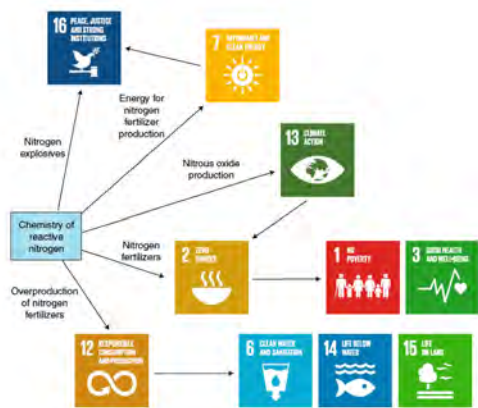 16 PEACE, JUSTICE
AND STRONG
INSTITUTIONS
7 AFFORDABLE AND
CLEAN ENERGY
Energy for
nitrogen
fertilizer
production
13 CLIMATE
ACTION
Nitrogen
explosives
Nitrous oxide
production
Chemistry of
reactive
nitrogen
Nitrogen
fertilizers
2 ZERO
HUNGER
1 NO
POVERTY
3 GOOD HEALTH
AND WELL-BEING
Overproduction
of nitrogen
fertilizers
12 RESPONSIBLE
CONSUMPTION
AND PRODUCTION
6 CLEAN WATER
AND SANITATION
14 LIFE BELOW
WATER
15 LIFE
ON LAND